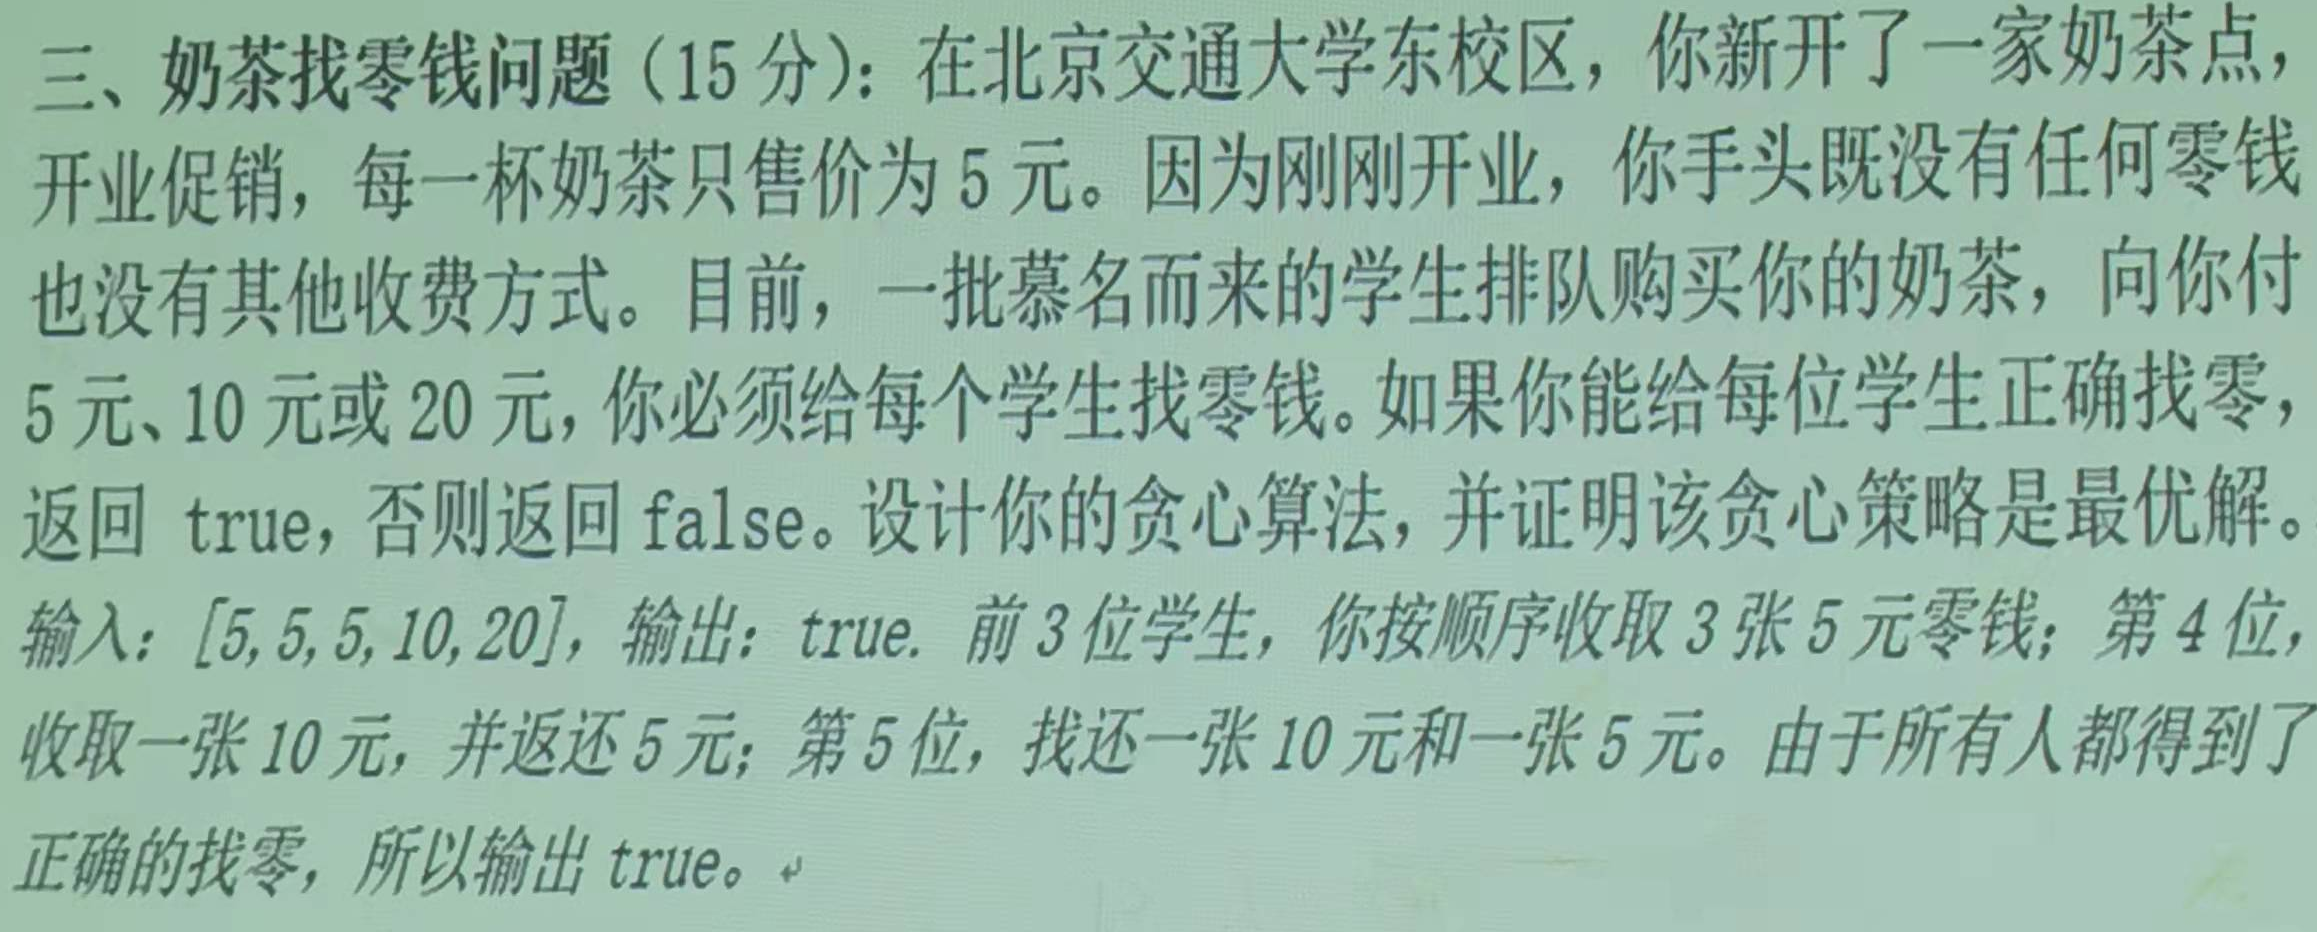 三、奶茶找零钱问题（15 分）：在北京交通大学东校区，你新开了一家奶茶点，
开业促销，每一杯奶茶只售价为 5 元。因为刚刚开业，你手头既没有任何零钱
也没有其他收费方式。目前，一批慕名而来的学生排队购买你的奶茶，向你付
5 元、10 元或 20 元，你必须给每个学生找零钱。如果你能给每位学生正确找零，
返回 true，否则返回 false。设计你的贪心算法，并证明该贪心策略是最优解。
输入：[5,5,5,10,20]，输出：true. 前 3 位学生，你按顺序收取 3 张 5 元零钱；第 4 位，
收取一张 10 元，并返还 5 元；第 5 位，找还一张 10 元和一张 5 元。由于所有人都得到了
正确的找零，所以输出 true。